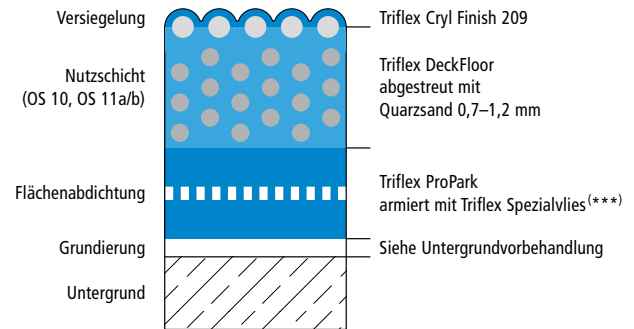 Versiegelung
Triflex Cryl Finish 209
Nutzschicht
(OS 10, OS 11a/b)
Triflex DeckFloor
abgestreut mit
Quarzsand 0,7–1,2 mm
Flächenabdichtung
Triflex ProPark
armiert mit Triflex Spezialvlies(***)
Grundierung
Siehe Untergrundvorbehandlung
Untergrund